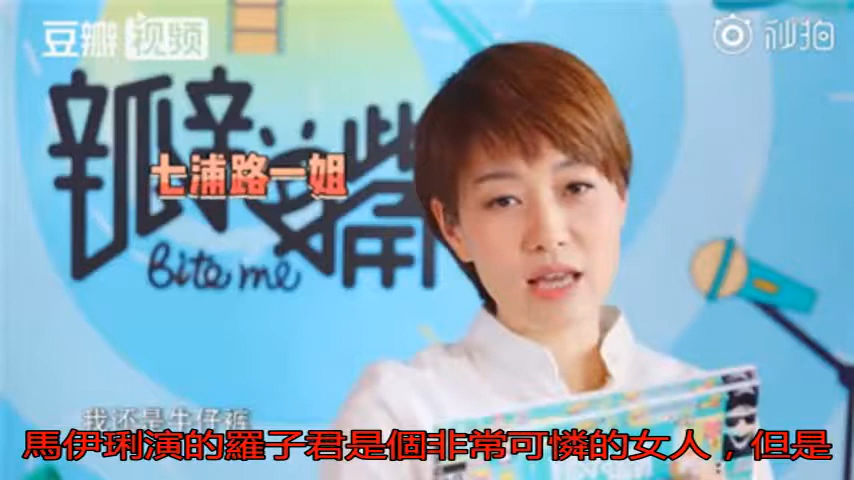 豆瓣视频
秒拍
瓣嘴
Bite me
七浦路一姐
我还是牛仔裤
馬伊琍演的羅子君是個非常可憐的女人，但是